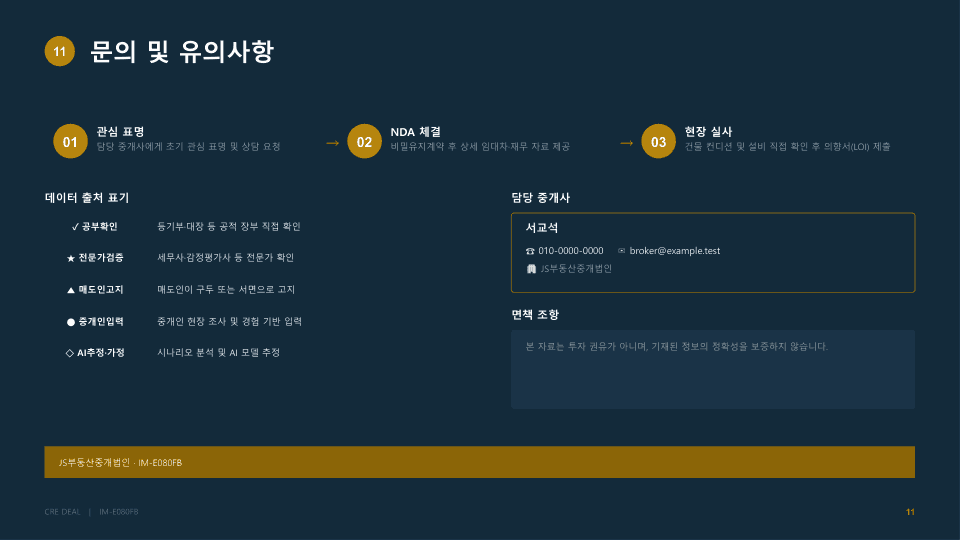 11 문의 및 유의사항
01 관심 표명
담당 중개사에게 초기 관심 표명 및 상담 요청
→ 02 NDA 체결
비밀유지계약 후 상세 임대차·재무 자료 제공
→ 03 현장 실사
건물 컨디션 및 설비 직접 확인 후 의향서(LOI) 제출
데이터 출처 표기
✓ 공부확인 등기부·대장 등 공적 장부 직접 확인
★ 전문가검증 세무사·감정평가사 등 전문가 확인
▲ 매도인고지 매도인이 구두 또는 서면으로 고지
● 중개인입력 중개인 현장 조사 및 경험 기반 입력
◇ AI추정·가정 시나리오 분석 및 AI 모델 추정
담당 중개사
서교석
☎ 010-0000-0000 ✉ broker@example.test
🏢 JS부동산중개법인
면책 조항
본 자료는 투자 권유가 아니며, 기재된 정보의 정확성을 보증하지 않습니다.
JS부동산중개법인 · IM-E080FB
CRE DEAL | IM-E080FB
11